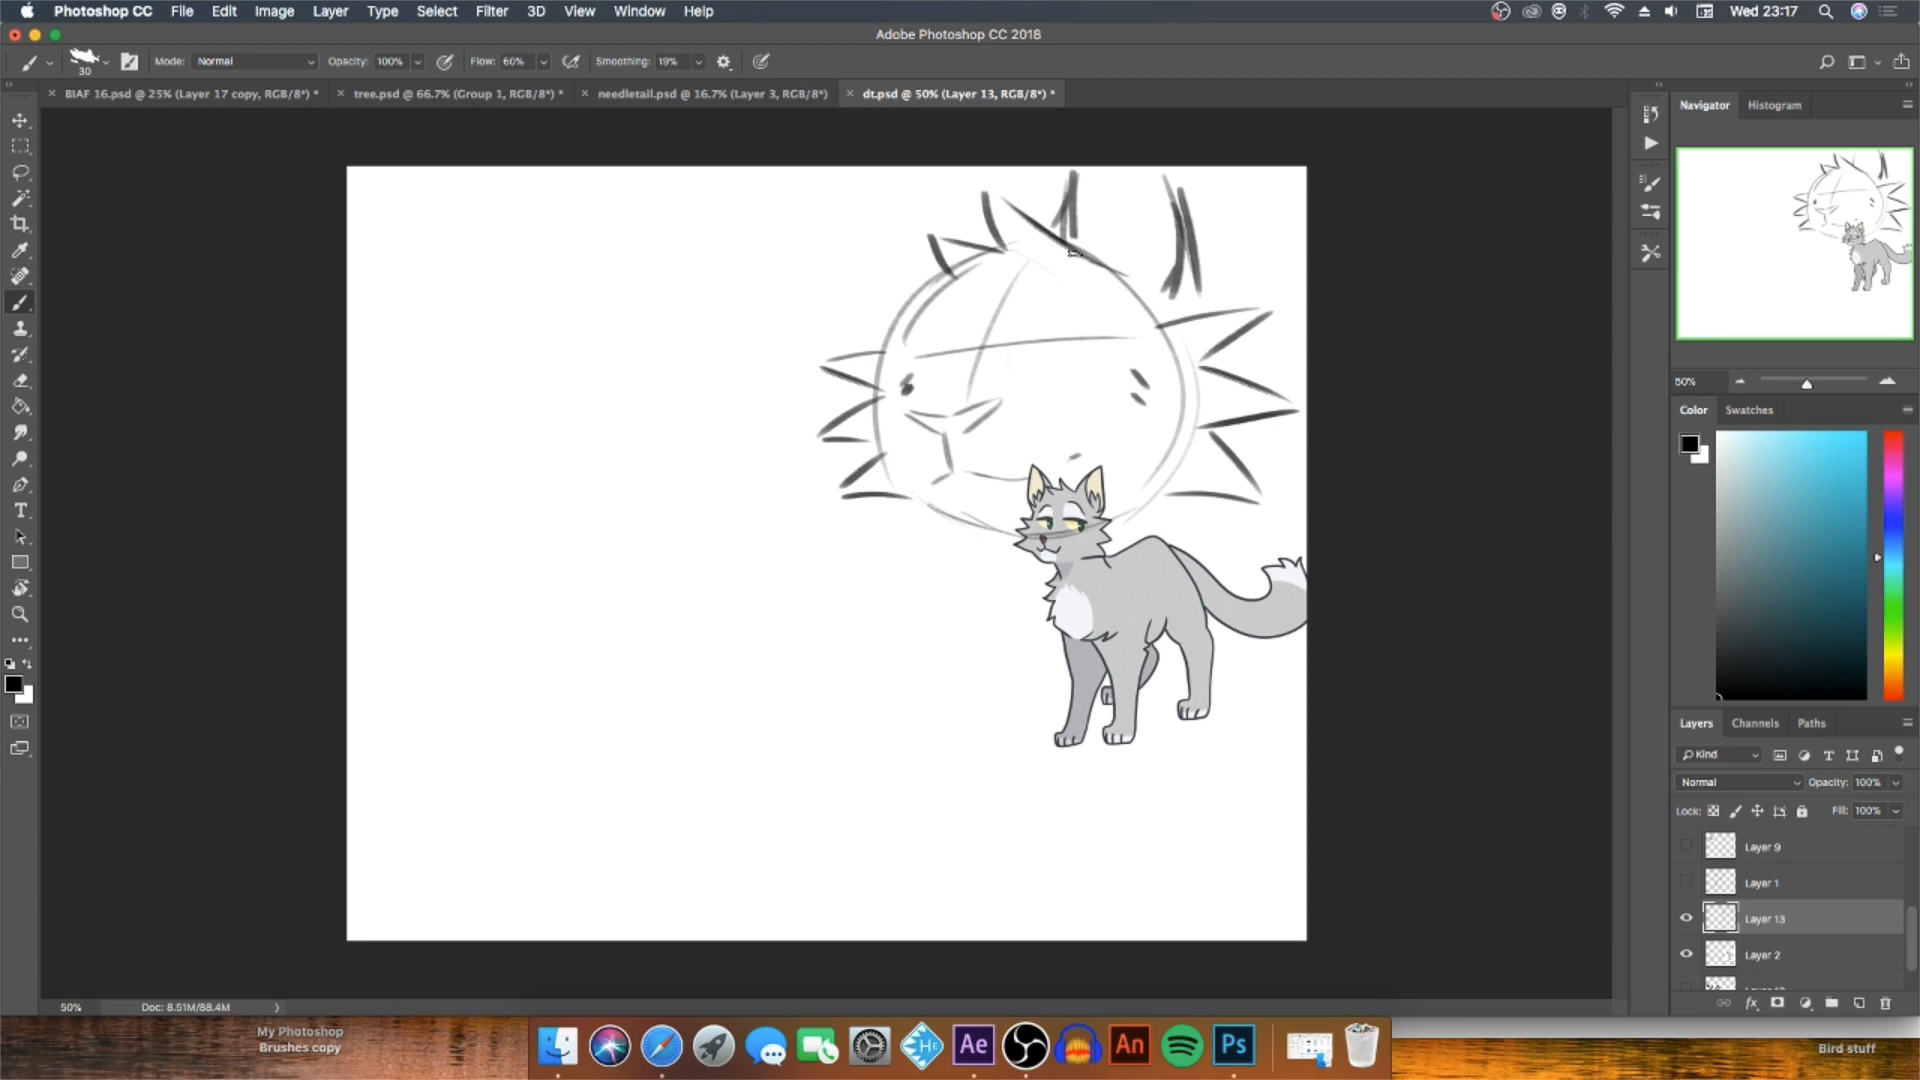 Photoshop CC File Edit Image Layer Type Select Filter 3D View Window Help Wed 23:17
Adobe Photoshop CC 2018
30 Mode: Normal Opacity: 100% Flow: 60% Smoothing: 19%
BIAF 16.psd @ 25% (Layer 17 copy, RGB/8*) * tree.psd @ 66.7% (Group 1, RGB/8*) * needletail.psd @ 16.7% (Layer 3, RGB/8*) dt.psd @ 50% (Layer 13, RGB/8*) *
Navigator Histogram
50%
Color Swatches
Layers Channels Paths
Kind
Normal Opacity: 100%
Lock: Fill: 100%
Layer 9
Layer 1
Layer 13
Layer 2
50% Doc: 8.51M/88.4M
My Photoshop
Brushes copy
HE Ae An Ps
Bird stuff